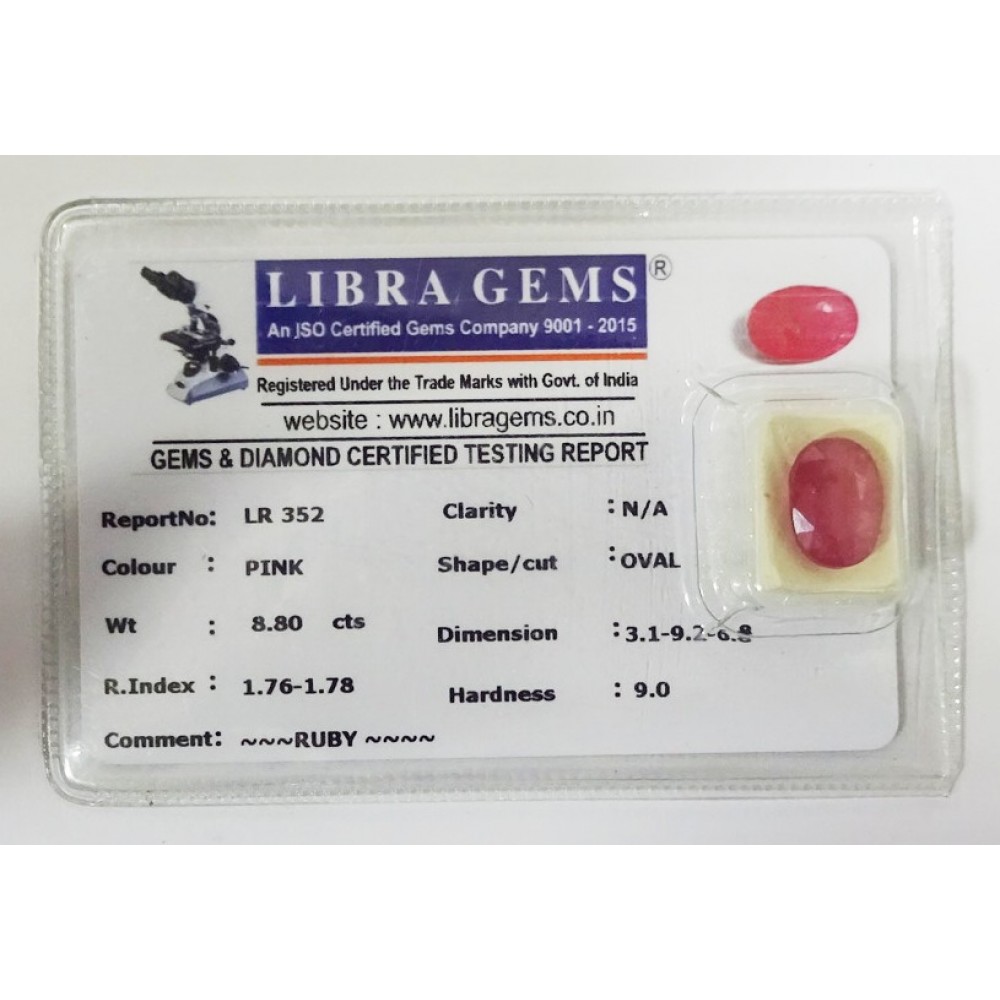 LIBRA GEMS ®
An ISO Certified Gems Company 9001 - 2015
Registered Under the Trade Marks with Govt. of India
website : www.libragems.co.in
GEMS & DIAMOND CERTIFIED TESTING REPORT
ReportNo: LR 352 Clarity : N/A
Colour : PINK Shape/cut : OVAL
Wt : 8.80 cts Dimension : 3.1-9.2-6.8
R.Index : 1.76-1.78 Hardness : 9.0
Comment: ~~~RUBY ~~~~